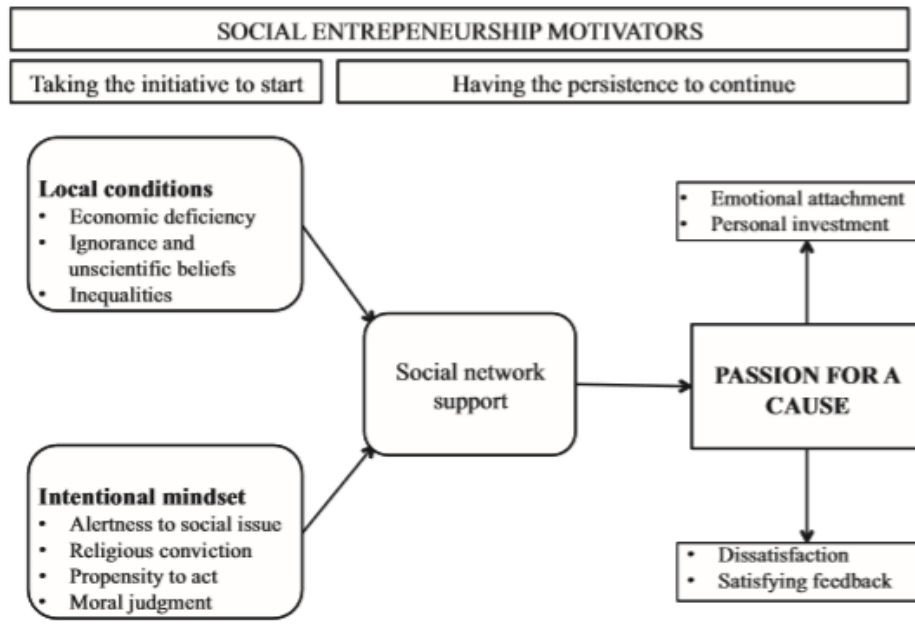 SOCIAL ENTREPENEURSHIP MOTIVATORS
Taking the initiative to start
Having the persistence to continue
Local conditions
• Economic deficiency
• Ignorance and
unscientific beliefs
• Inequalities
Intentional mindset
• Alertness to social issue
• Religious conviction
• Propensity to act
• Moral judgment
Social network
support
• Emotional attachment
• Personal investment
PASSION FOR A
CAUSE
• Dissatisfaction
• Satisfying feedback